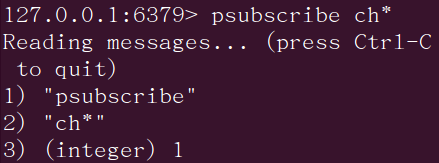 127.0.0.1:6379> psubscribe ch*
Reading messages... (press Ctrl-C
 to quit)
1) "psubscribe"
2) "ch*"
3) (integer) 1